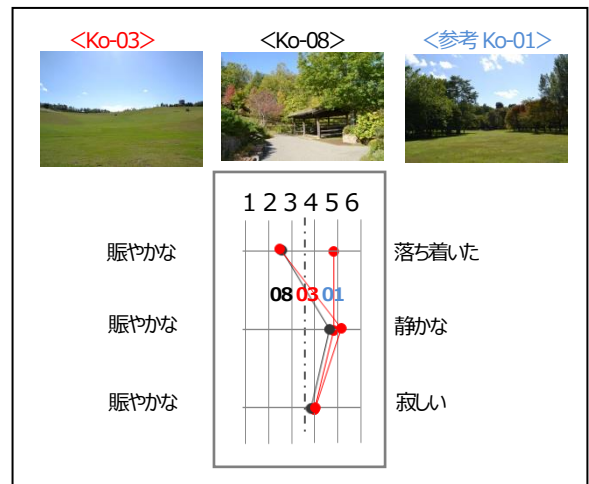 <Ko-03> <Ko-08> <参考 Ko-01>
1 2 3 4 5 6
賑やかな 落ち着いた
08 03 01
賑やかな 静かな
賑やかな 寂しい